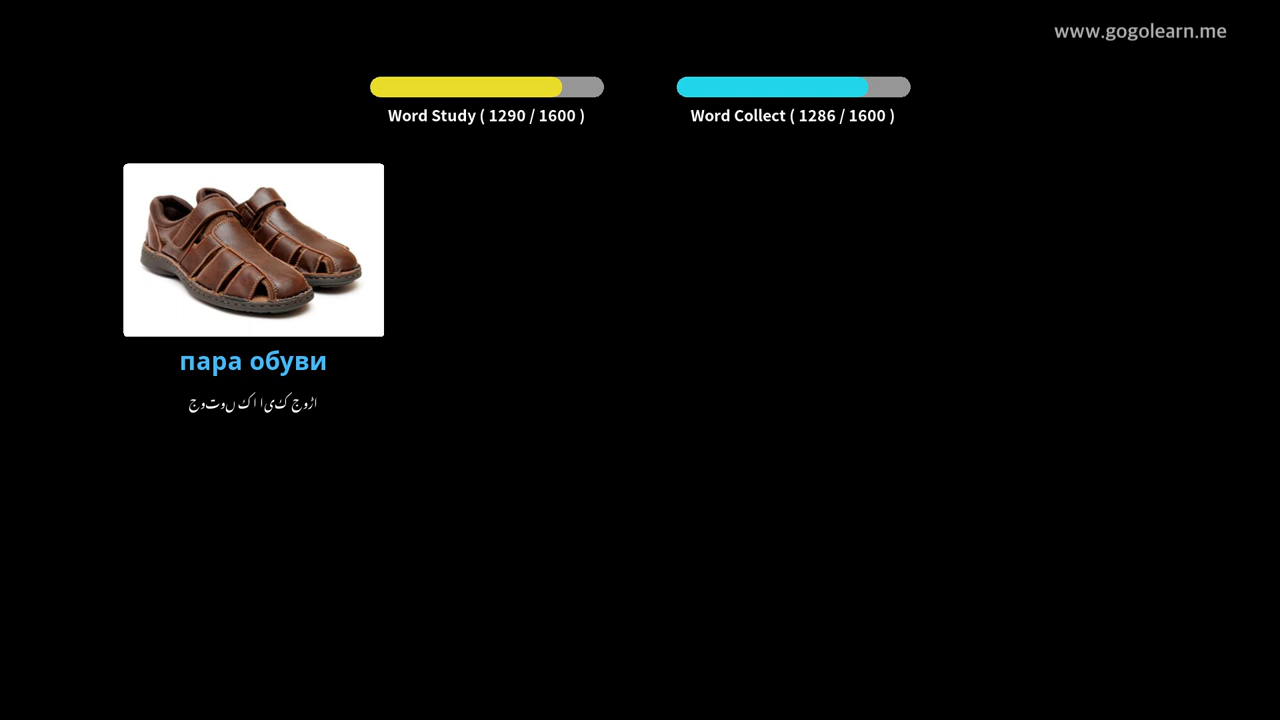 www.gogolearn.me
Word Study ( 1290 / 1600 )
Word Collect ( 1286 / 1600 )
пара обуви
اڑوج کیا اک ںوتوج